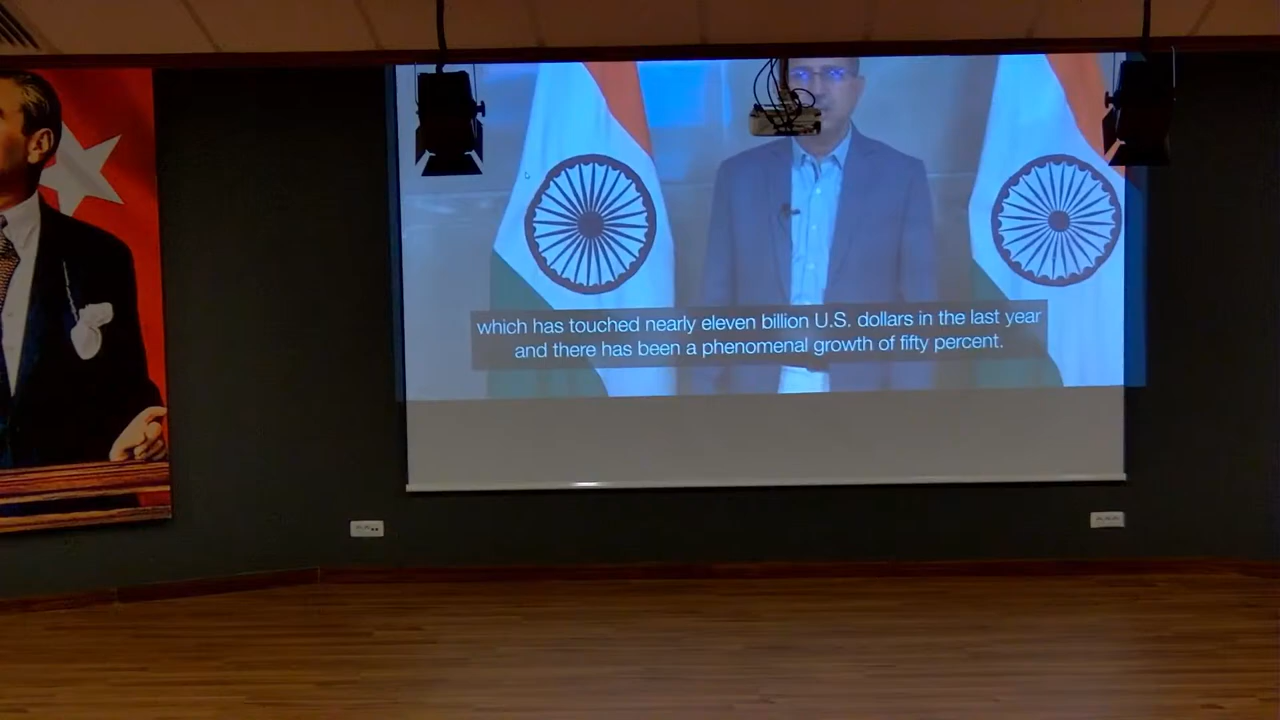 which has touched nearly eleven billion U.S. dollars in the last year
and there has been a phenomenal growth of fifty percent.